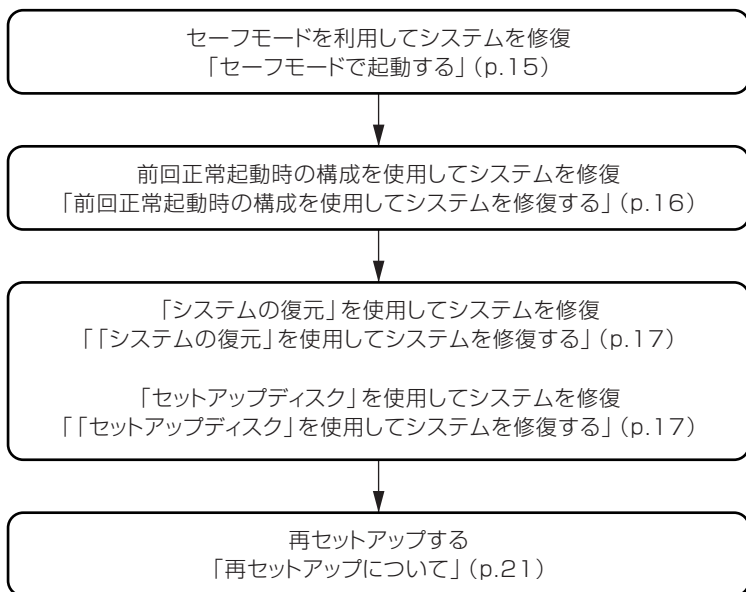 セーフモードを利用してシステムを修復
「セーフモードで起動する」(p.15)
前回正常起動時の構成を使用してシステムを修復
「前回正常起動時の構成を使用してシステムを修復する」(p.16)
「システムの復元」を使用してシステムを修復
「「システムの復元」を使用してシステムを修復する」(p.17)
「セットアップディスク」を使用してシステムを修復
「「セットアップディスク」を使用してシステムを修復する」(p.17)
再セットアップする
「再セットアップについて」(p.21)